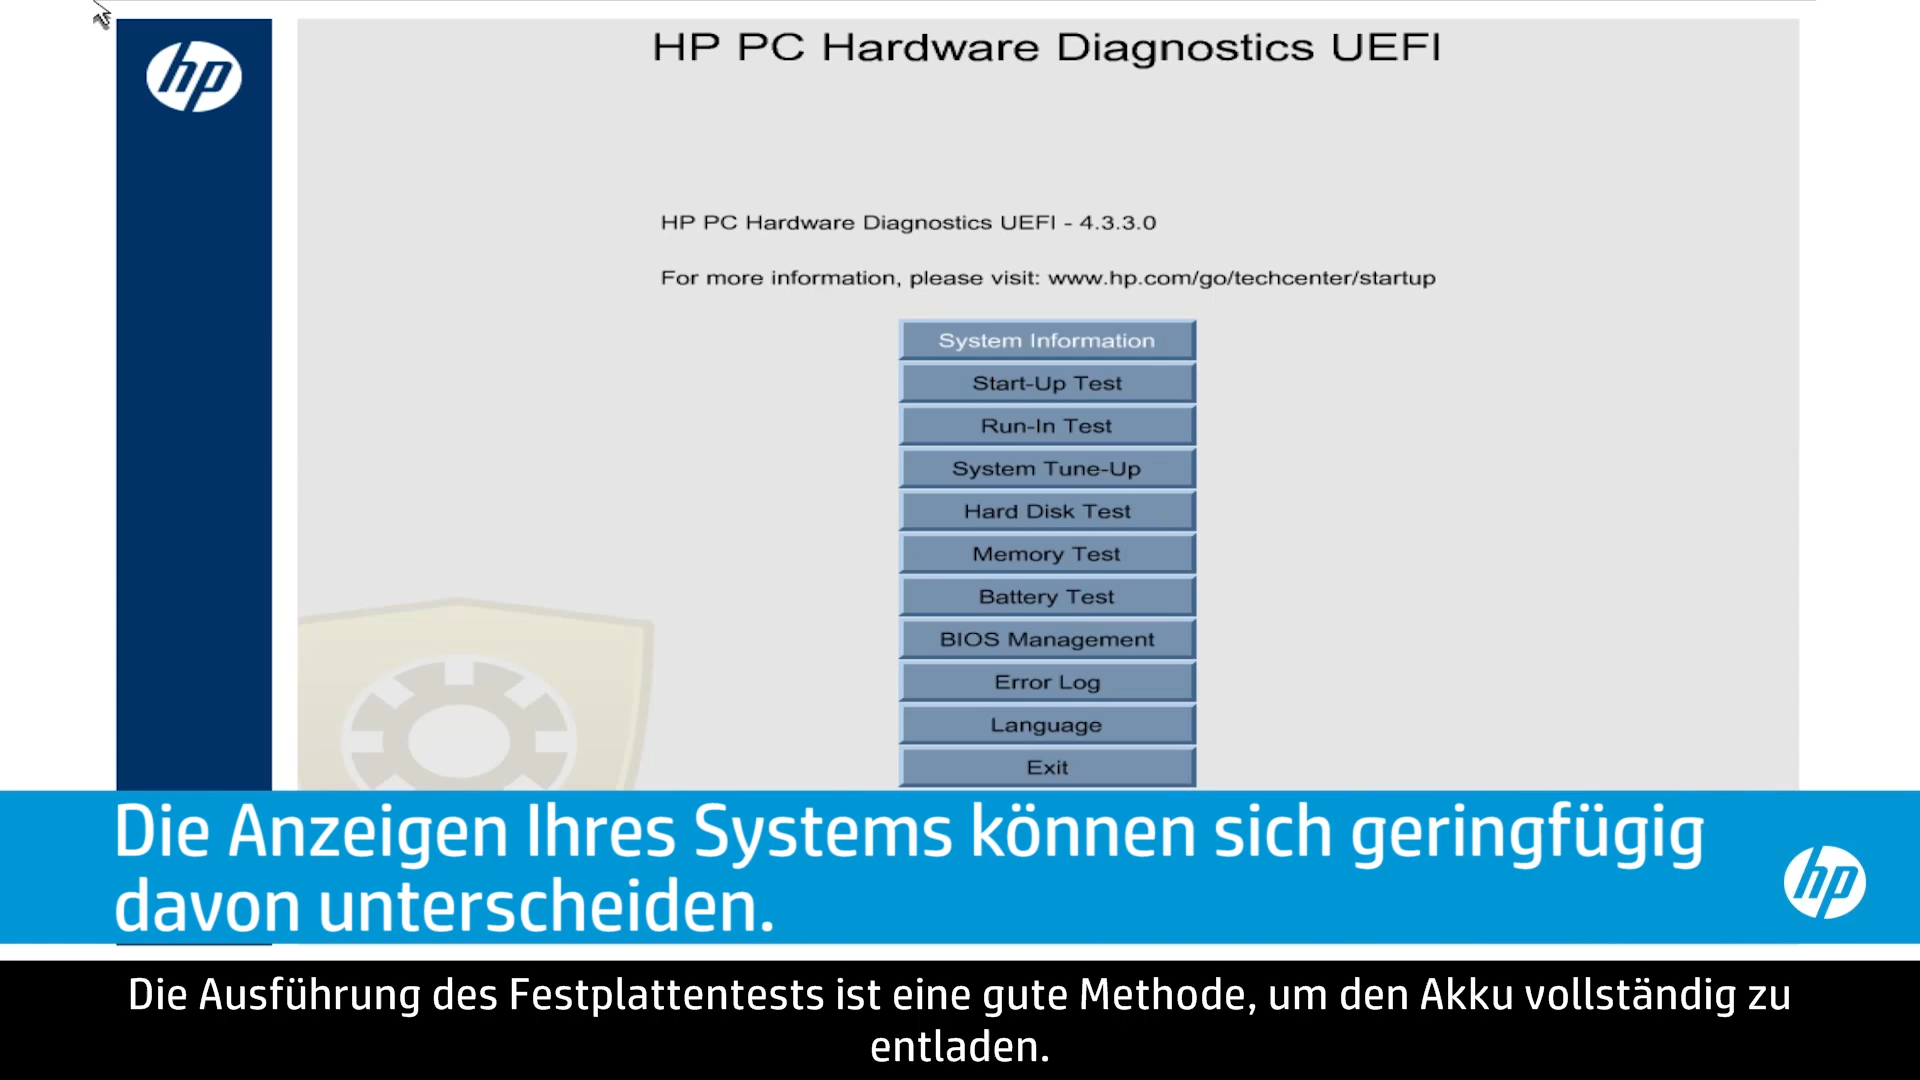 hp
HP PC Hardware Diagnostics UEFI
HP PC Hardware Diagnostics UEFI - 4.3.3.0
For more information, please visit: www.hp.com/go/techcenter/startup
System Information
Start-Up Test
Run-In Test
System Tune-Up
Hard Disk Test
Memory Test
Battery Test
BIOS Management
Error Log
Language
Exit
Die Anzeigen Ihres Systems können sich geringfügig
davon unterscheiden.
hp
Die Ausführung des Festplattentests ist eine gute Methode, um den Akku vollständig zu
entladen.